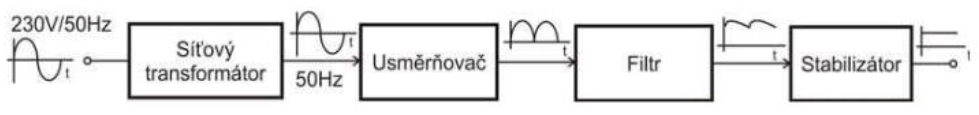 230V/50Hz
t
Síťový
transformátor
t
50Hz
Usměrňovač
t
Filtr
t
Stabilizátor
t